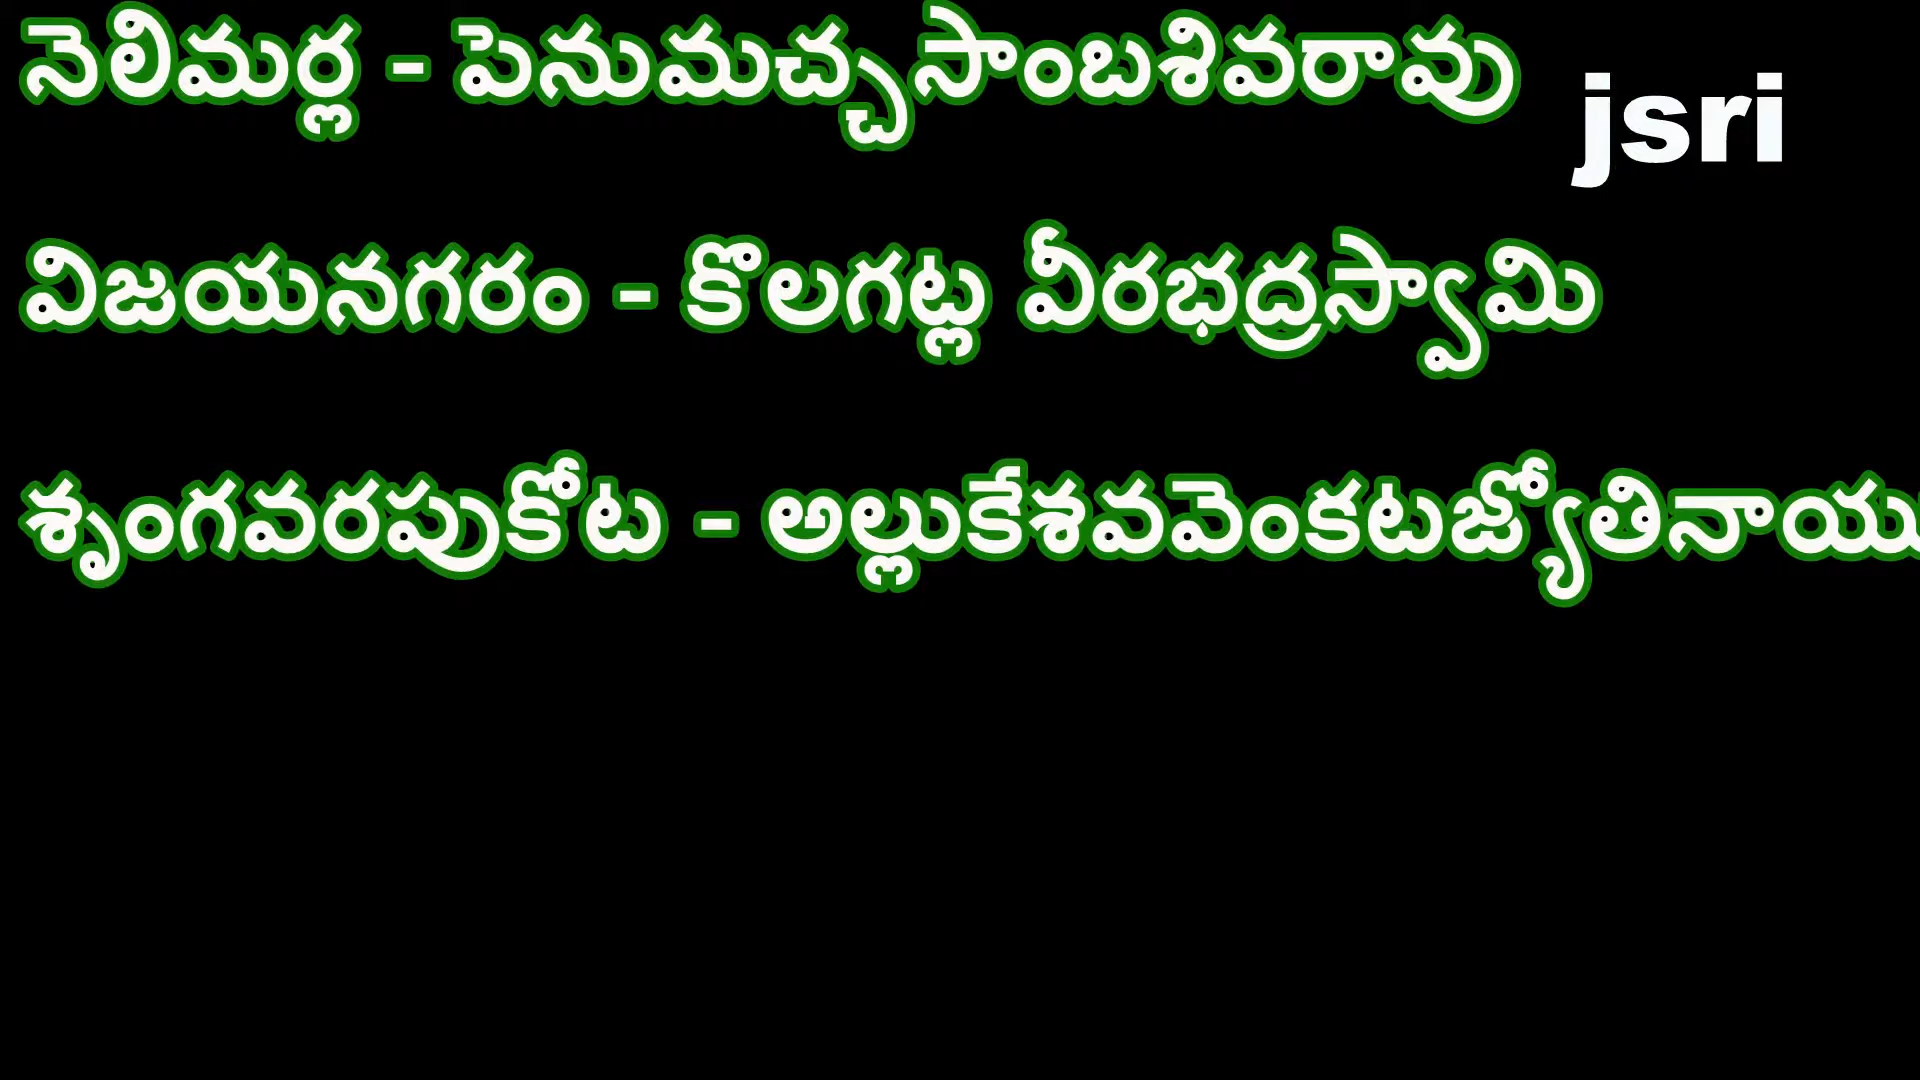 నెలిమర్ల - పెనుమచ్చసాంబశివరావు
jsri
విజయనగరం - కొలగట్ల వీరభద్రస్వామి
శృంగవరపుకోట - అల్లుకేశవవెంకటజ్యోతినాయు